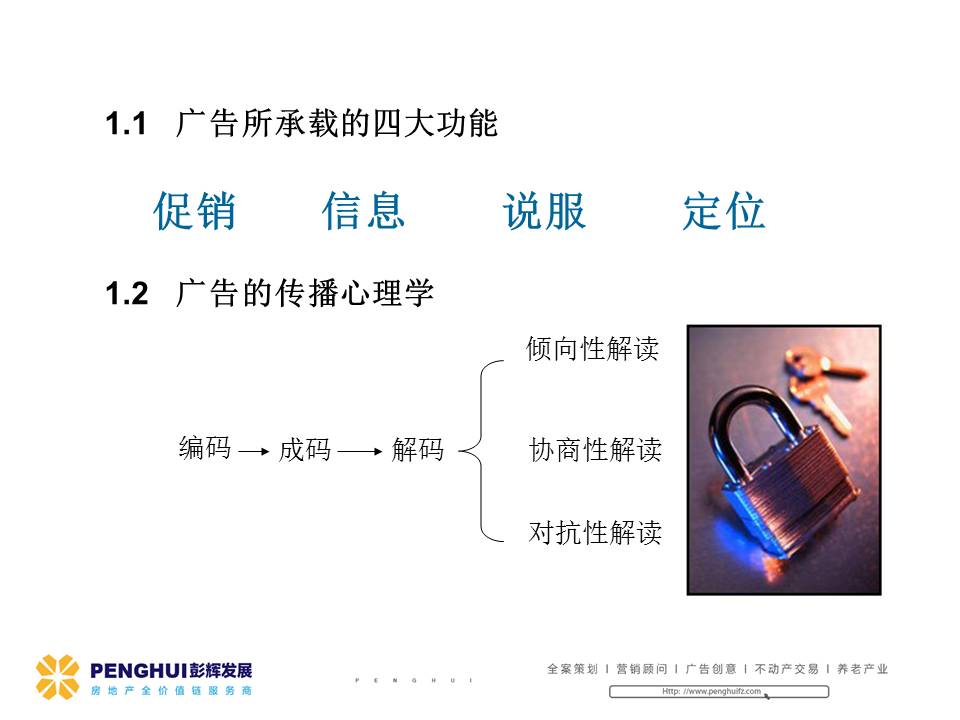 1.1 广告所承载的四大功能
促销 信息 说服 定位
1.2 广告的传播心理学
倾向性解读
编码 成码 解码 协商性解读
对抗性解读
PENGHUI彭辉发展
房地产全价值链服务商
PENGHUI
全案策划 I 营销顾问 I 广告创意 I 不动产交易 I 养老产业
Http: //www.penghuifz.com